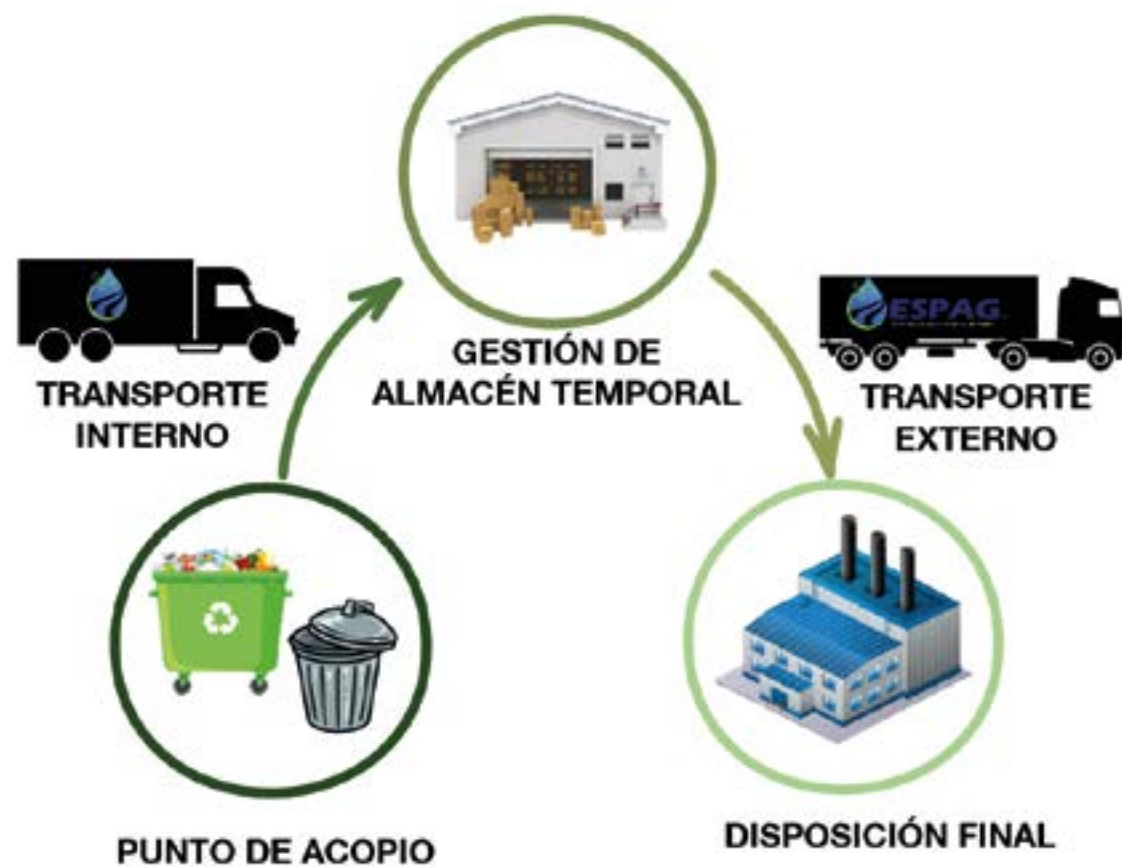 GESTIÓN DE
ALMACÉN TEMPORAL
TRANSPORTE
INTERNO
ESPAG
TRANSPORTE
EXTERNO
PUNTO DE ACOPIO
DISPOSICIÓN FINAL